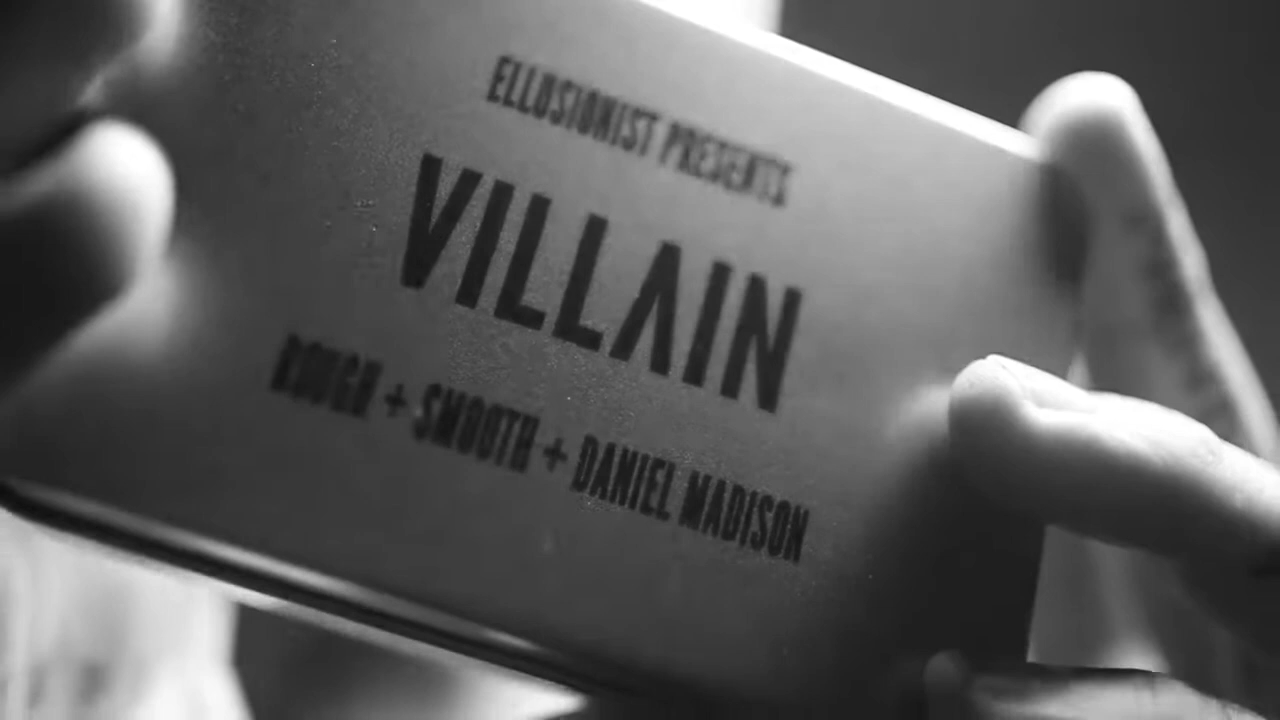 ELLUSIONIST PRESENTS
VILLAIN
ROUGH + SMOOTH + DANIEL MADISON